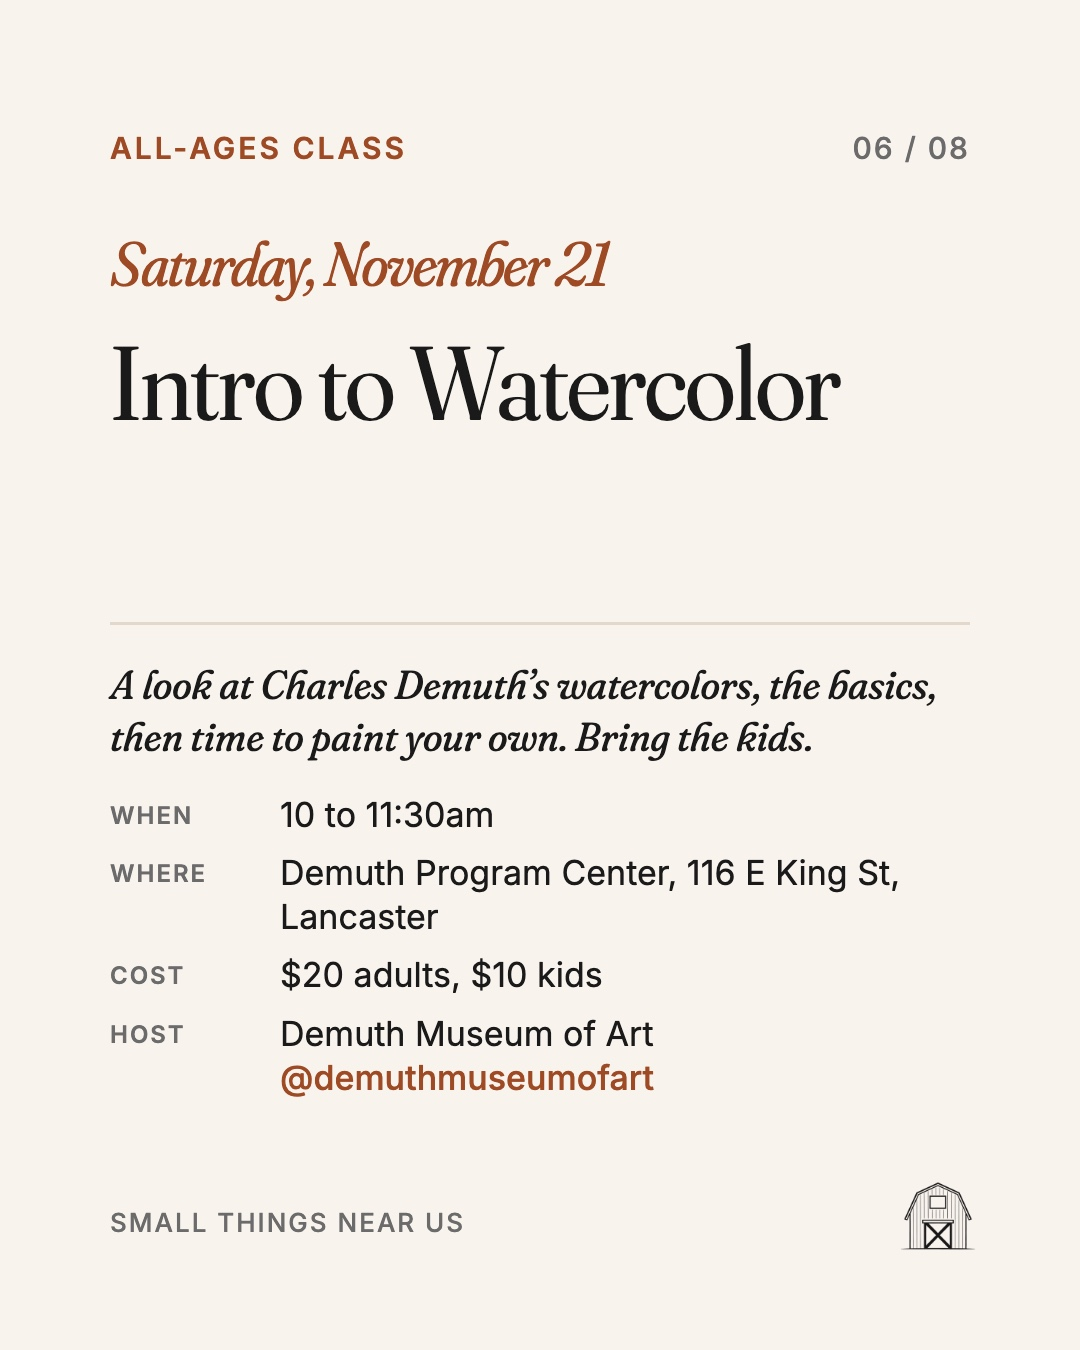 ALL-AGES CLASS
06 / 08
Saturday, November 21
Intro to Watercolor
A look at Charles Demuth’s watercolors, the basics,
then time to paint your own. Bring the kids.
WHEN
10 to 11:30am
WHERE
Demuth Program Center, 116 E King St,
Lancaster
COST
$20 adults, $10 kids
HOST
Demuth Museum of Art
@demuthmuseumofart
SMALL THINGS NEAR US